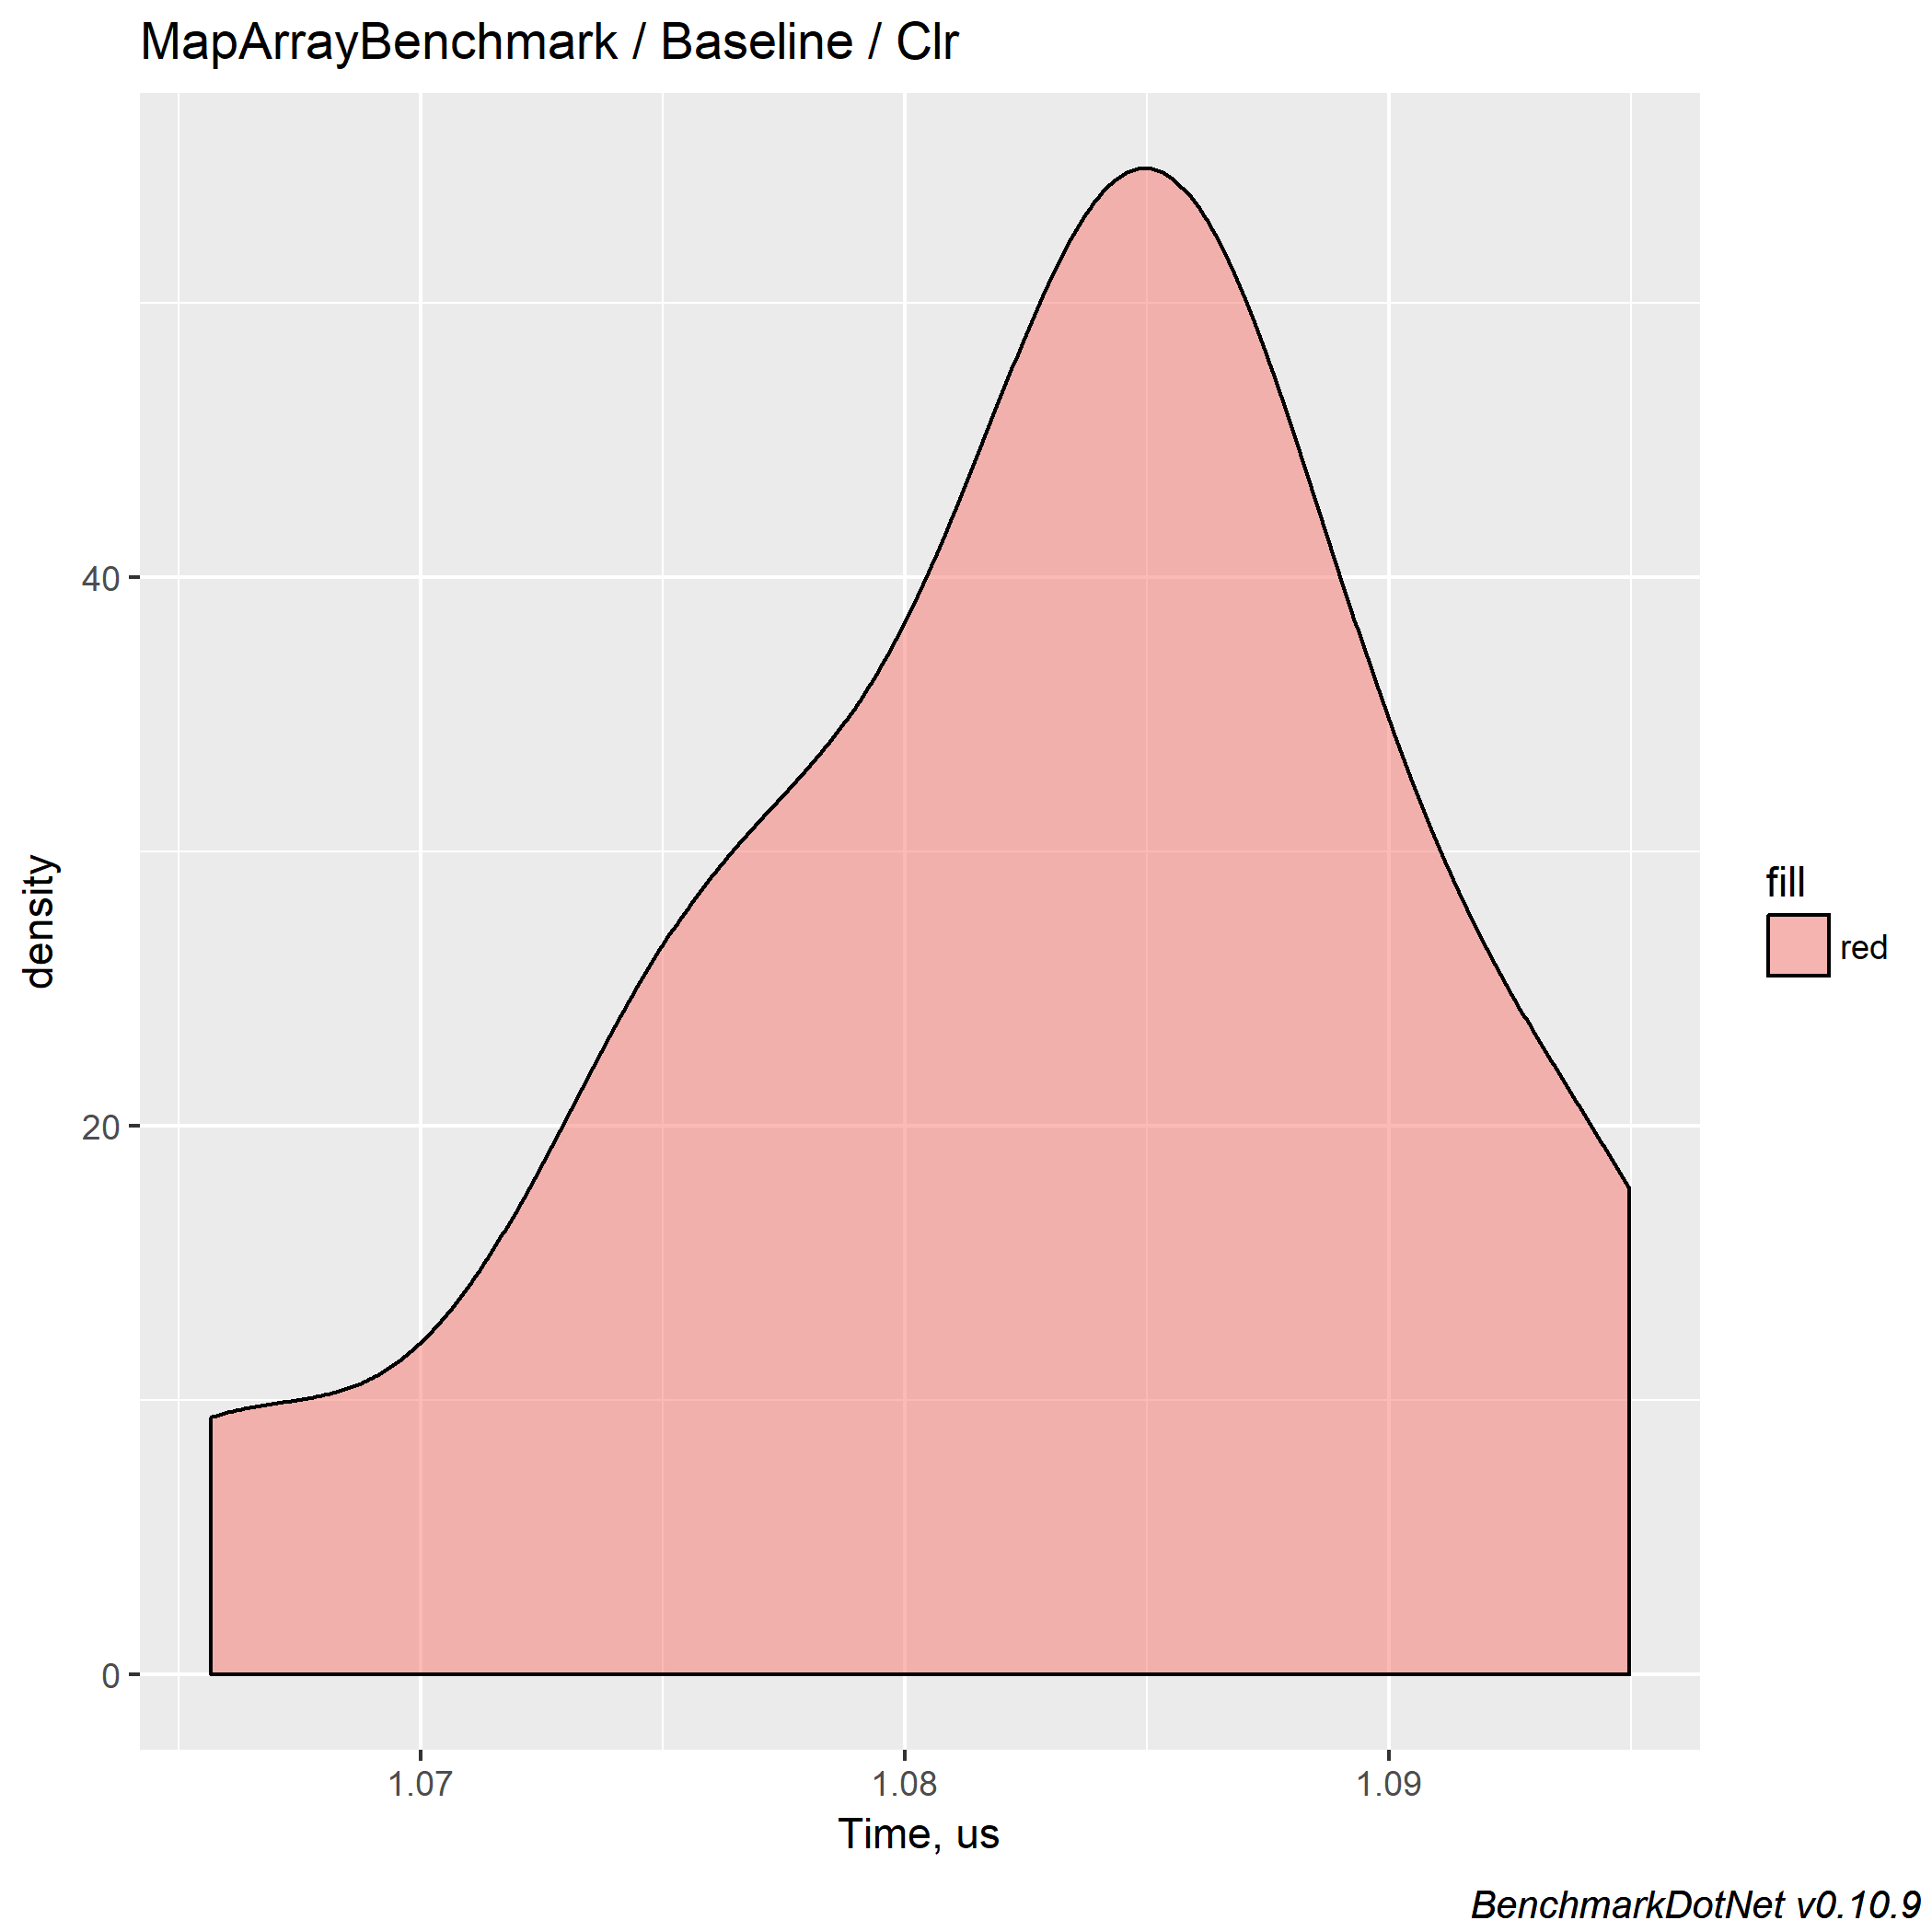 MapArrayBenchmark / Baseline / Clr
density
40
20
0
1.07 1.08 1.09
Time, us
fill
red
BenchmarkDotNet v0.10.9